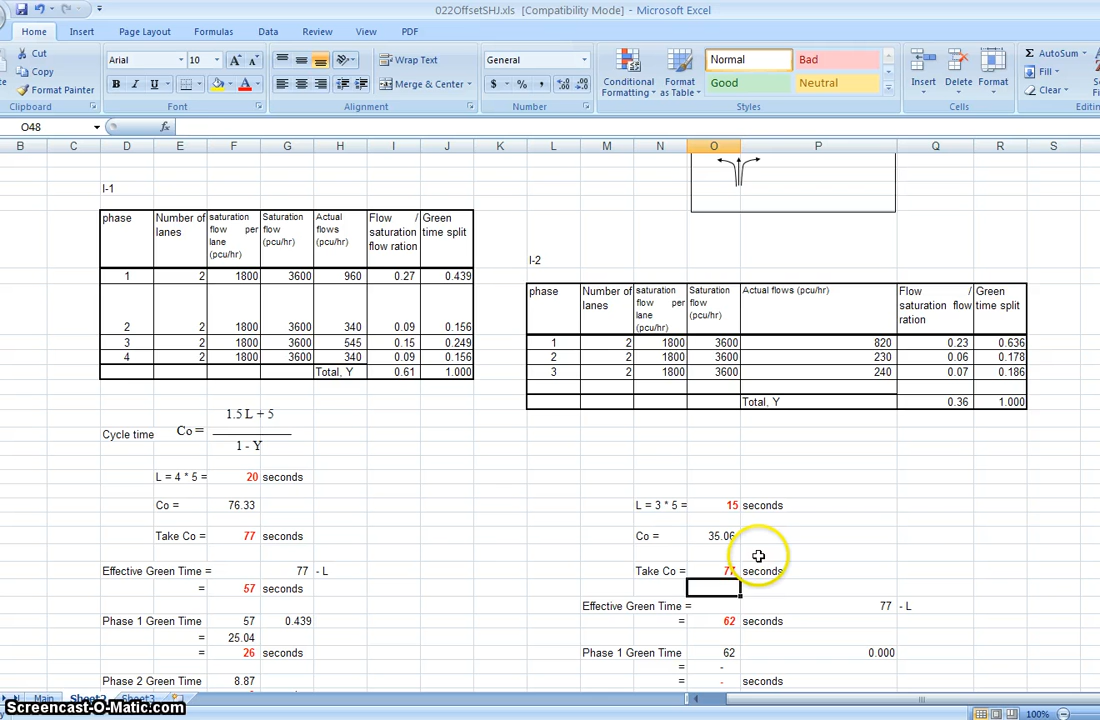 022OffsetSHJ.xls [Compatibility Mode] - Microsoft Excel
Home Insert Page Layout Formulas Data Review View PDF
Cut
Copy
Format Painter
Clipboard
Arial 10
B I U
Font
Wrap Text
Merge & Center
Alignment
General
$ % ,
Number
Conditional Formatting
Format as Table
Normal Bad
Good Neutral
Styles
Insert Delete Format
Cells
AutoSum
Fill
Clear
O48 fx
B C D E F G H I J K L M N O P Q R S
I-1
phase Number of lanes saturation flow per lane (pcu/hr) Saturation flow (pcu/hr) Actual flows (pcu/hr) Flow / saturation flow ration Green time split
1 2 1800 3600 960 0.27 0.439
2 2 1800 3600 340 0.09 0.156
3 2 1800 3600 545 0.15 0.249
4 2 1800 3600 340 0.09 0.156
Total, Y 0.61 1.000
Cycle time Co = 1.5 L + 5
1 - Y
L = 4 * 5 = 20 seconds
Co = 76.33
Take Co = 77 seconds
Effective Green Time = 77 - L
= 57 seconds
Phase 1 Green Time 57 0.439
= 25.04
= 26 seconds
Phase 2 Green Time 8.87
I-2
phase Number of lanes saturation flow per lane (pcu/hr) Saturation flow (pcu/hr) Actual flows (pcu/hr) Flow / saturation flow ration Green time split
1 2 1800 3600 820 0.23 0.636
2 2 1800 3600 230 0.06 0.178
3 2 1800 3600 240 0.07 0.186
Total, Y 0.36 1.000
L = 3 * 5 = 15 seconds
Co = 35.06
Take Co = 77 seconds
Effective Green Time = 77 - L
= 62 seconds
Phase 1 Green Time 62 0.000
= -
= - seconds
Main Sheet2 Sheet3
Screencast-O-Matic.com
100%